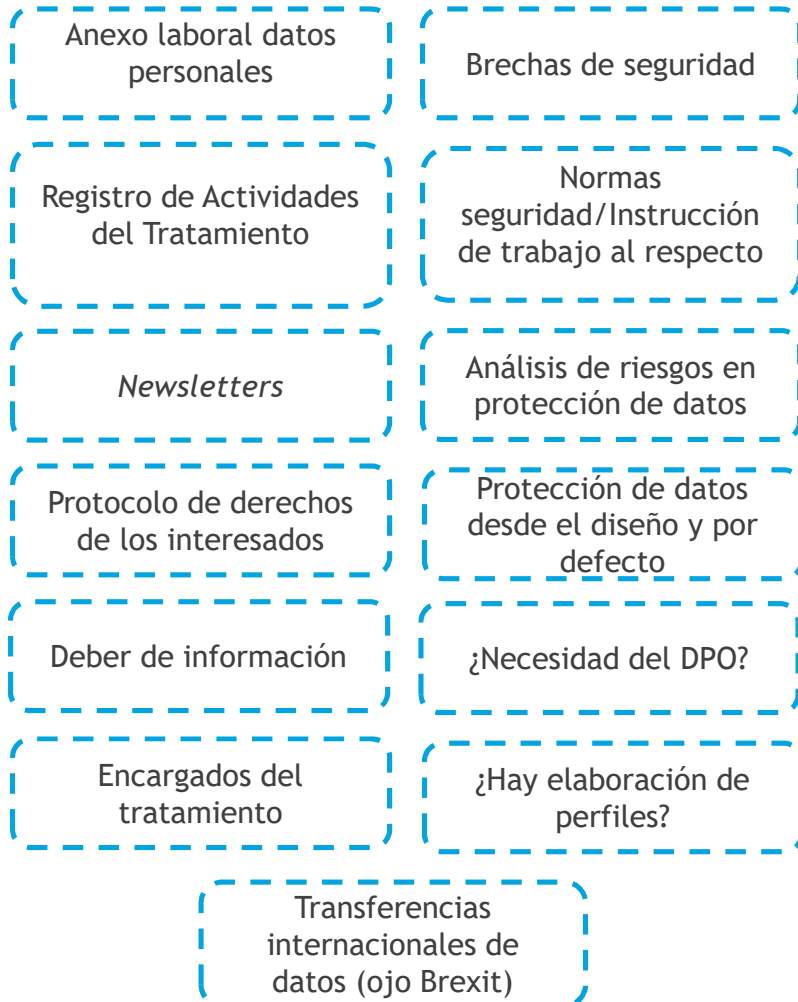 Anexo laboral datos
personales
Brechas de seguridad
Registro de Actividades
del Tratamiento
Normas
seguridad/Instrucción
de trabajo al respecto
Newsletters
Análisis de riesgos en
protección de datos
Protocolo de derechos
de los interesados
Protección de datos
desde el diseño y por
defecto
Deber de información
¿Necesidad del DPO?
Encargados del
tratamiento
¿Hay elaboración de
perfiles?
Transferencias
internacionales de
datos (ojo Brexit)